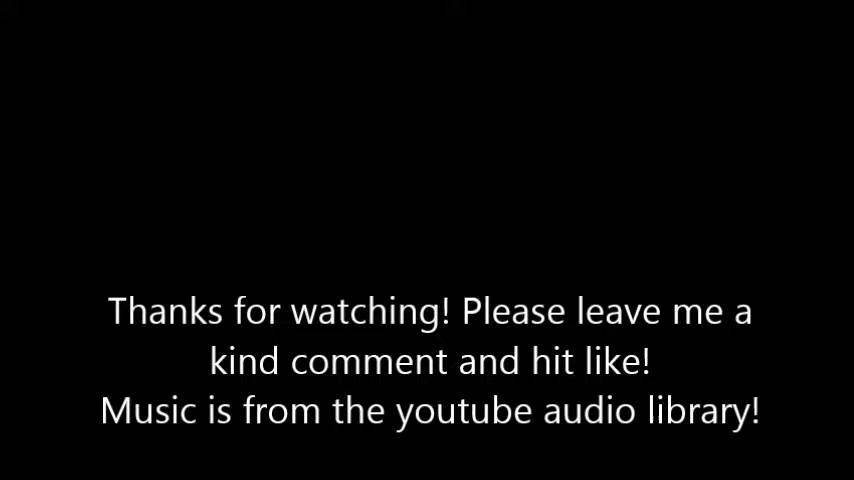 Thanks for watching! Please leave me a
kind comment and hit like!
Music is from the youtube audio library!